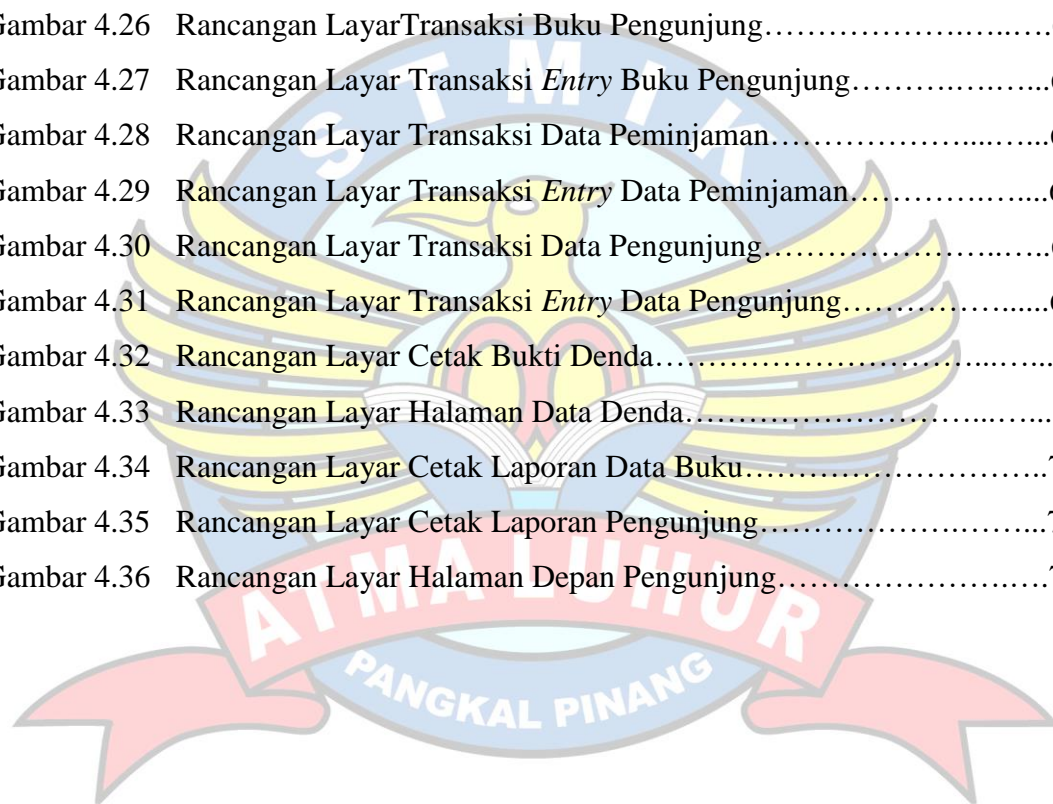 Gambar 4.26 Rancangan LayarTransaksi Buku Pengunjung
Gambar 4.27 Rancangan Layar Transaksi Entry Buku Pengunjung
Gambar 4.28 Rancangan Layar Transaksi Data Peminjaman
Gambar 4.29 Rancangan Layar Transaksi Entry Data Peminjaman
Gambar 4.30 Rancangan Layar Transaksi Data Pengunjung
Gambar 4.31 Rancangan Layar Transaksi Entry Data Pengunjung
Gambar 4.32 Rancangan Layar Cetak Bukti Denda
Gambar 4.33 Rancangan Layar Halaman Data Denda
Gambar 4.34 Rancangan Layar Cetak Laporan Data Buku
Gambar 4.35 Rancangan Layar Cetak Laporan Pengunjung
Gambar 4.36 Rancangan Layar Halaman Depan Pengunjung
STMIK
ATMA LUHUR
PANGKAL PINANG